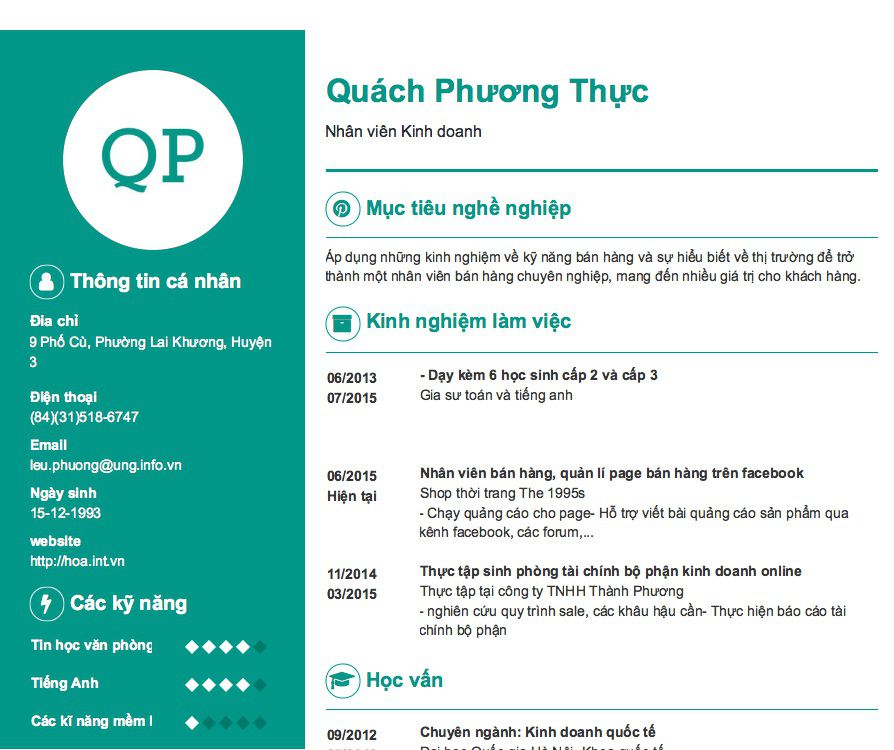 QP
Thông tin cá nhân
Địa chỉ
9 Phố Cù, Phường Lai Khương, Huyện
3
Điện thoại
(84)(31)518-6747
Email
leu.phuong@ung.info.vn
Ngày sinh
15-12-1993
website
http://hoa.int.vn
Các kỹ năng
Tin học văn phòng
Tiếng Anh
Các kĩ năng mềm
Quách Phương Thực
Nhân viên Kinh doanh
Mục tiêu nghề nghiệp
Áp dụng những kinh nghiệm về kỹ năng bán hàng và sự hiểu biết về thị trường để trở
thành một nhân viên bán hàng chuyên nghiệp, mang đến nhiều giá trị cho khách hàng.
Kinh nghiệm làm việc
06/2013
07/2015
- Dạy kèm 6 học sinh cấp 2 và cấp 3
Gia sư toán và tiếng anh
06/2015
Hiện tại
Nhân viên bán hàng, quản lí page bán hàng trên facebook
Shop thời trang The 1995s
- Chạy quảng cáo cho page- Hỗ trợ viết bài quảng cáo sản phẩm qua
kênh facebook, các forum,...
11/2014
03/2015
Thực tập sinh phòng tài chính bộ phận kinh doanh online
Thực tập tại công ty TNHH Thành Phương
- nghiên cứu quy trình sale, các khâu hậu cần- Thực hiện báo cáo tài
chính bộ phận
Học vấn
09/2012
Chuyên ngành: Kinh doanh quốc tế